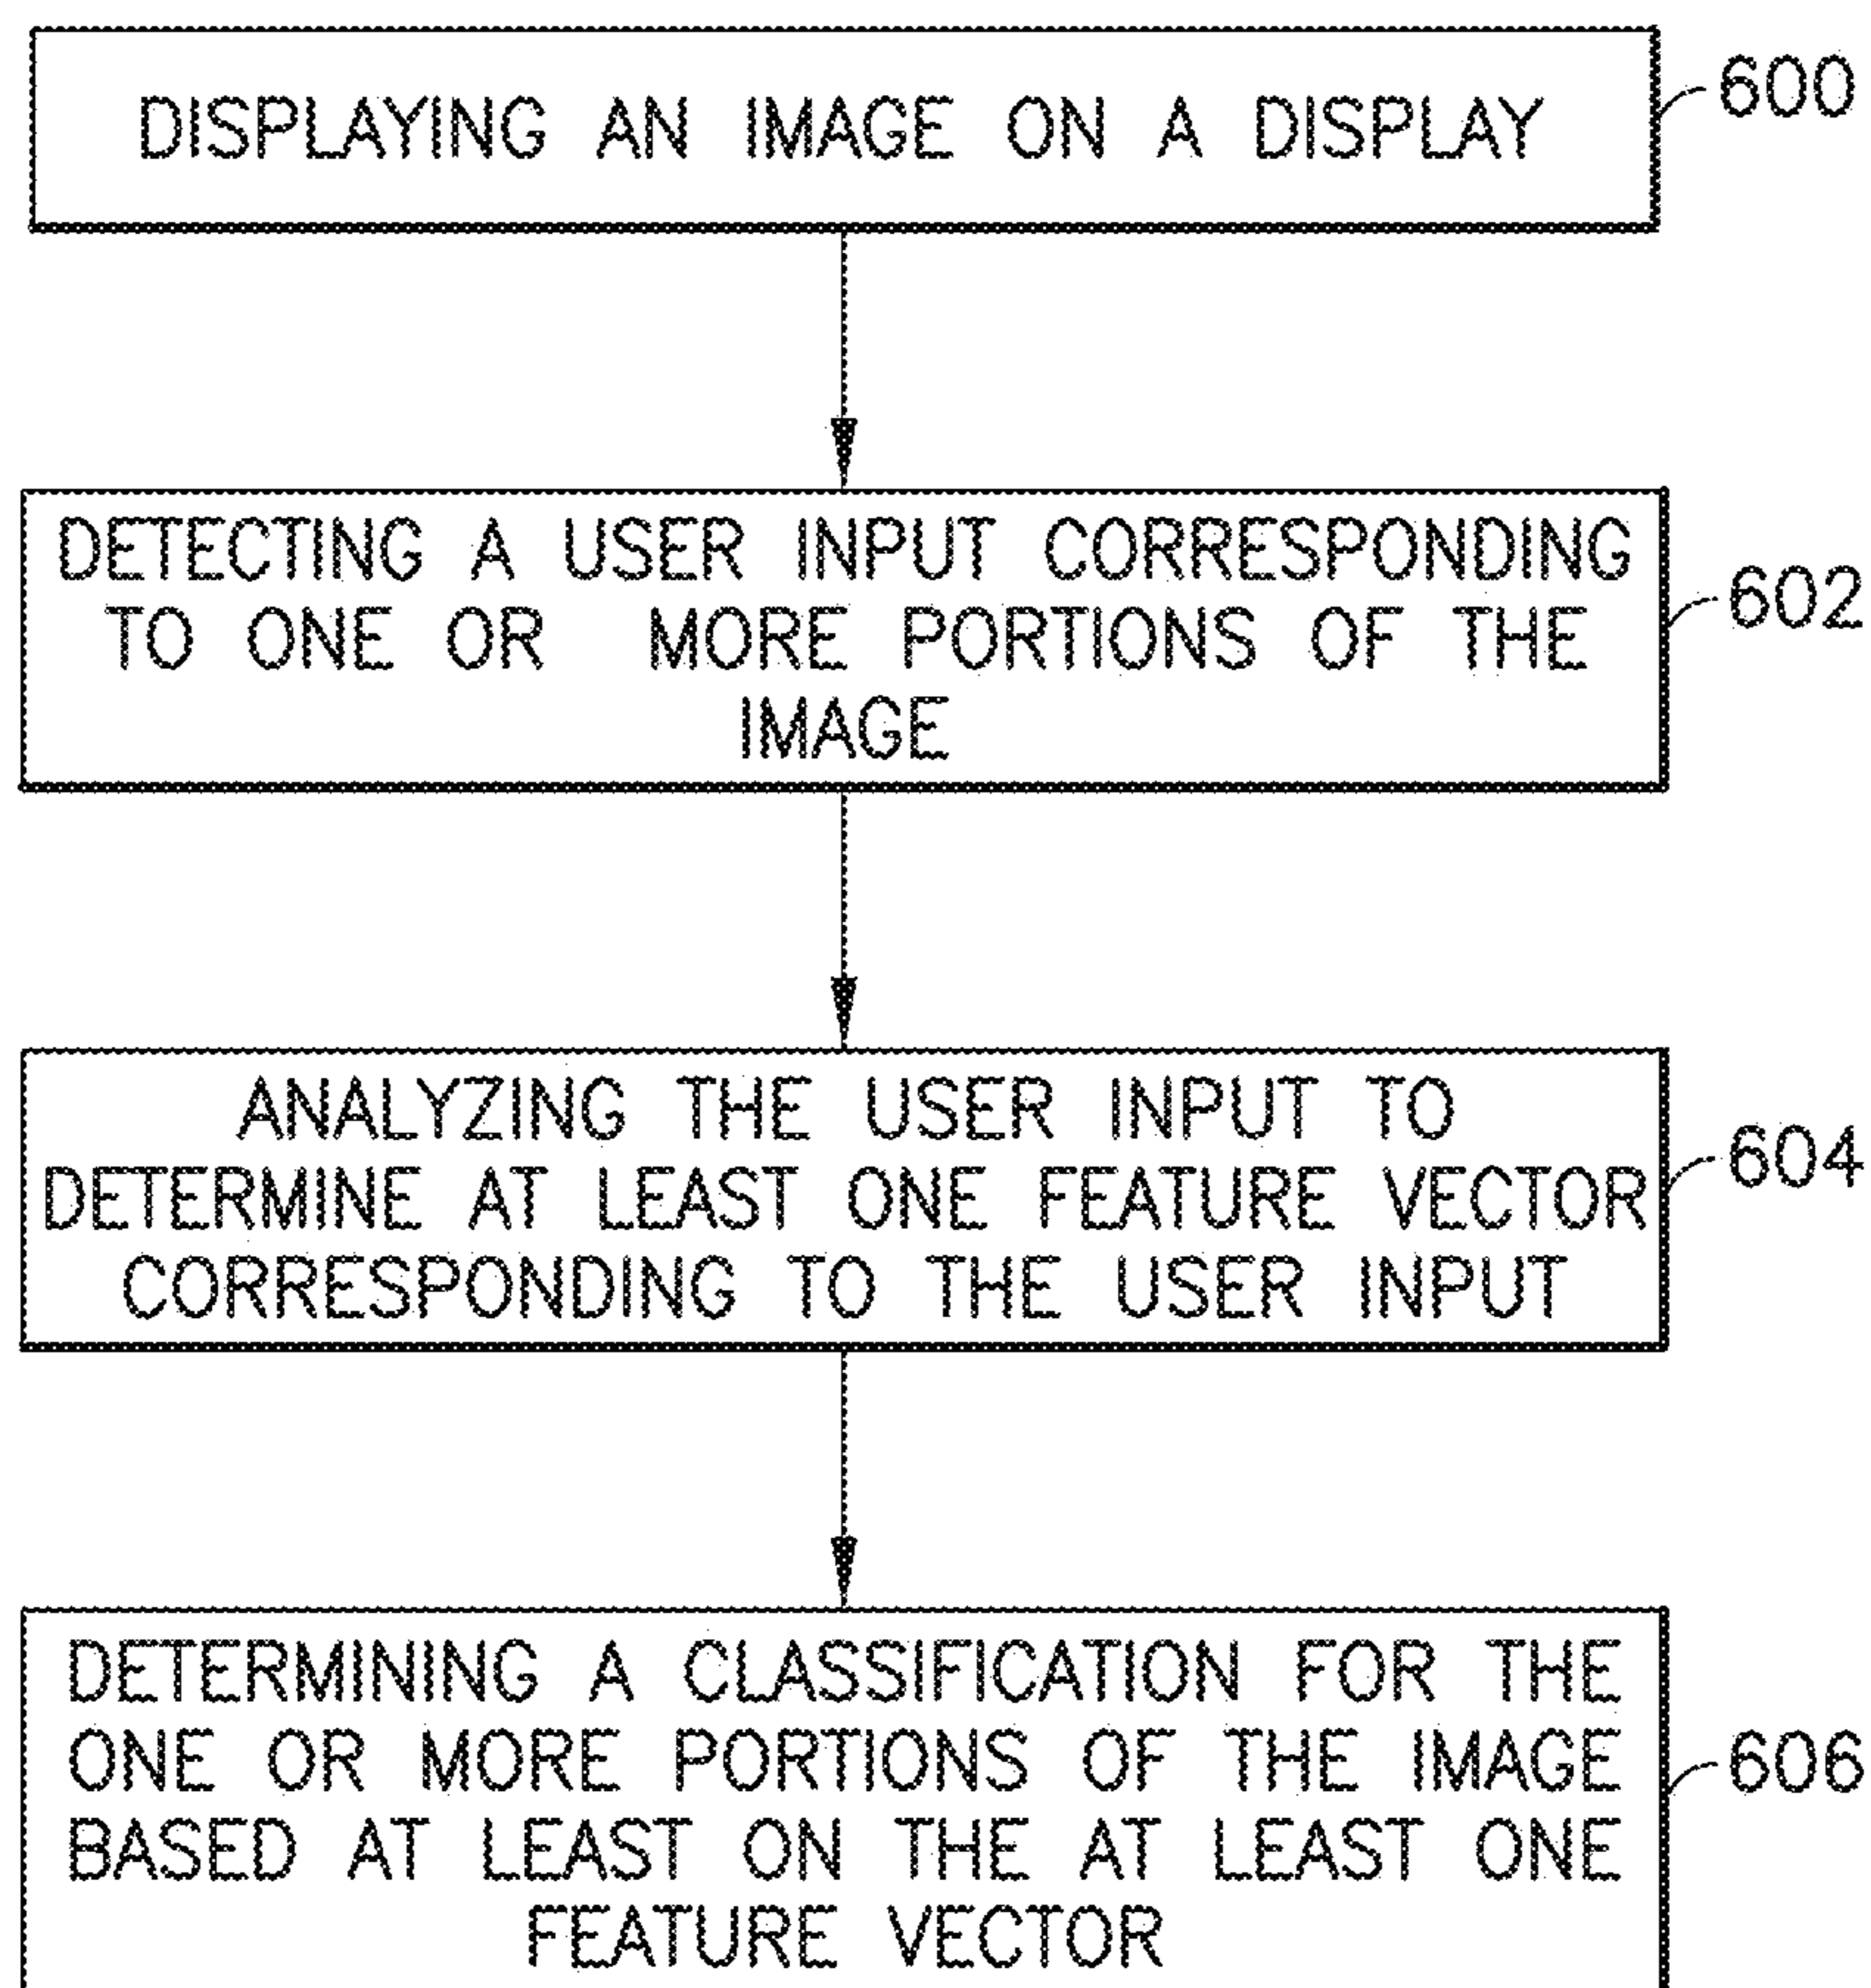 DISPLAYING AN IMAGE ON A DISPLAY
600
DETECTING A USER INPUT CORRESPONDING
TO ONE OR MORE PORTIONS OF THE
IMAGE
602
ANALYZING THE USER INPUT TO
DETERMINE AT LEAST ONE FEATURE VECTOR
CORRESPONDING TO THE USER INPUT
604
DETERMINING A CLASSIFICATION FOR THE
ONE OR MORE PORTIONS OF THE IMAGE
BASED AT LEAST ON THE AT LEAST ONE
FEATURE VECTOR
606